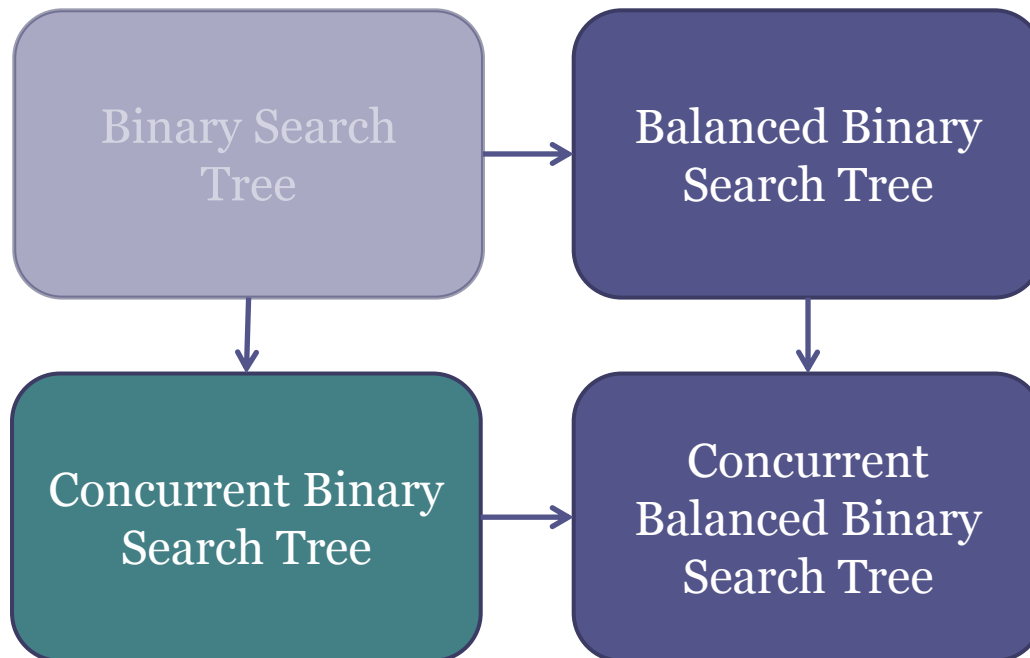 Binary Search
Tree
Balanced Binary
Search Tree
Concurrent Binary
Search Tree
Concurrent
Balanced Binary
Search Tree